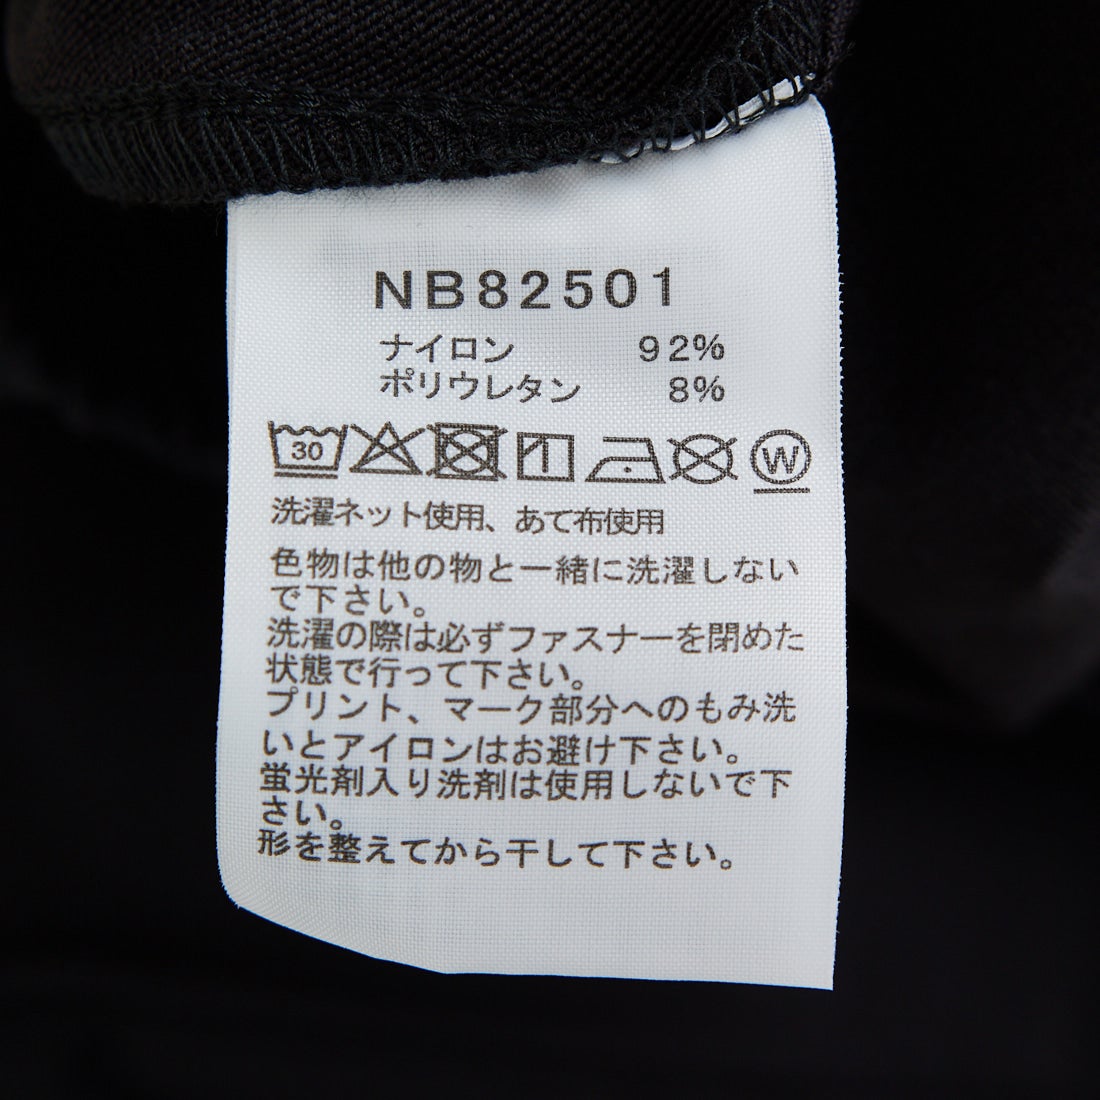 NB82501
ナイロン 92%
ポリウレタン 8%
30 W
洗濯ネット使用、あて布使用
色物は他の物と一緒に洗濯しない
で下さい。
洗濯の際は必ずファスナーを閉めた
状態で行って下さい。
プリント、マーク部分へのもみ洗
いとアイロンはお避け下さい。
蛍光剤入り洗剤は使用しないで下
さい。
形を整えてから干して下さい。